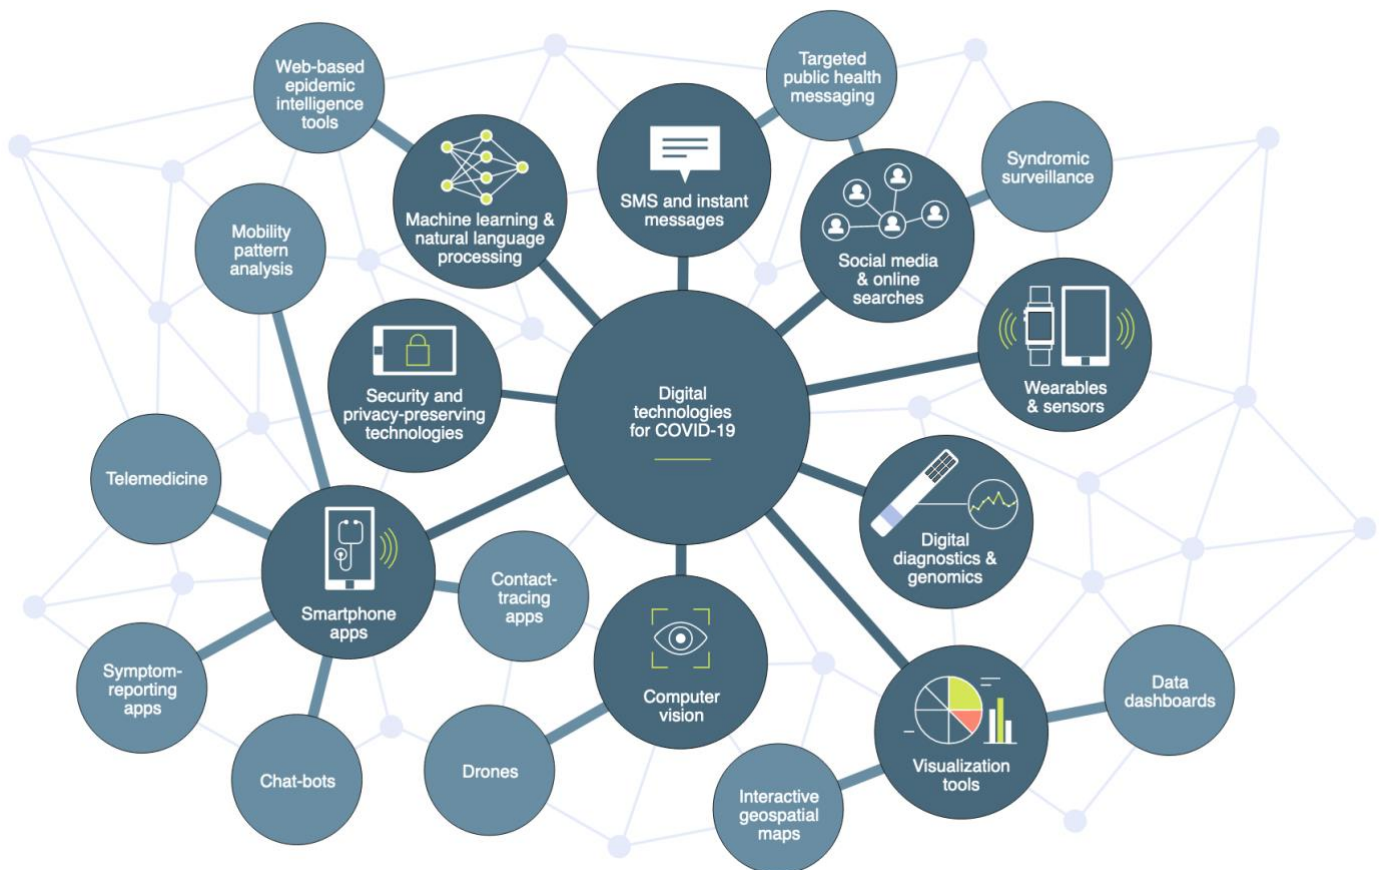 Web-based
epidemic
intelligence
tools
Targeted
public health
messaging
Syndromic
surveillance
Machine learning &
natural language
processing
SMS and instant
messages
Social media
& online
searches
Mobility
pattern
analysis
Security and
privacy-preserving
technologies
Digital
technologies
for COVID-19
Wearables
& sensors
Telemedicine
Smartphone
apps
Contact-
tracing
apps
Digital
diagnostics &
genomics
Symptom-
reporting
apps
Computer
vision
Data
dashboards
Chat-bots
Drones
Interactive
geospatial
maps
Visualization
tools